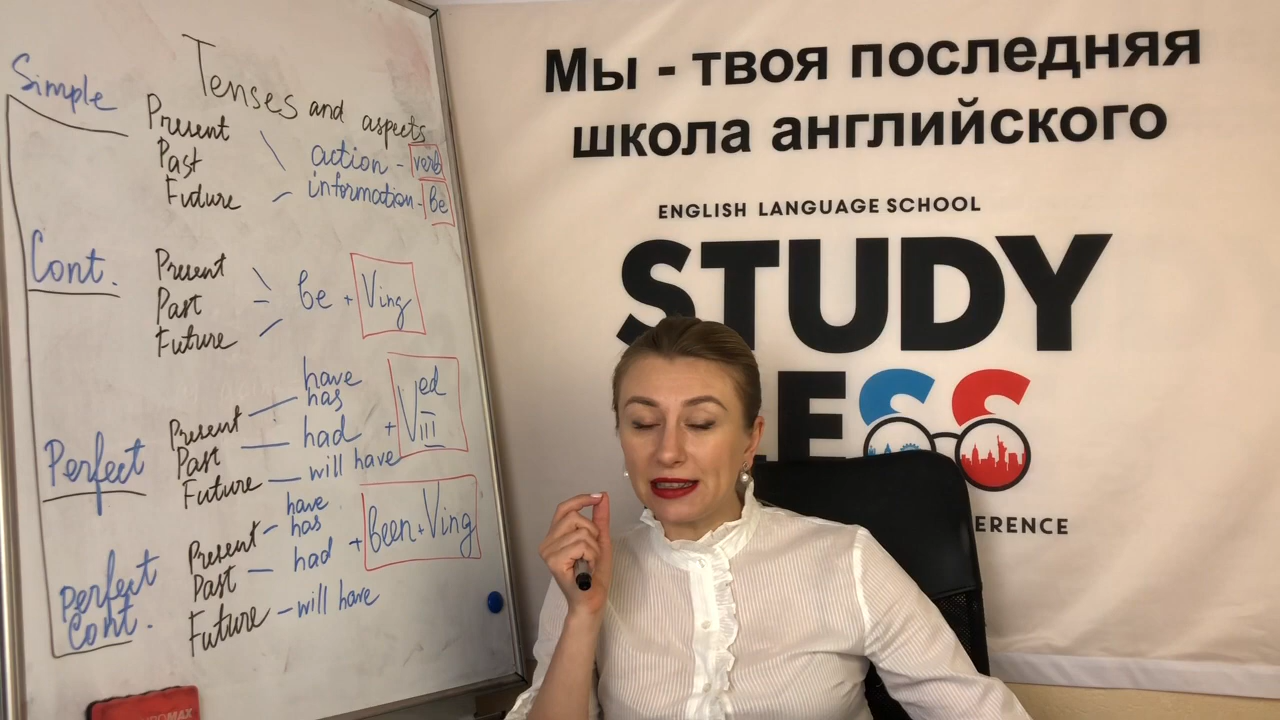 Tenses and aspects
Simple
Present
Past
Future
action - verb
information - be
Cont.
Present
Past
Future
be + Ving
Perfect
Present
Past
Future
have
has
had
will have
+ Ved
III
Perfect
Cont.
Present
Past
Future
have
has
had
will have
+ been + Ving
Мы - твоя последняя
школа английского
ENGLISH LANGUAGE SCHOOL
STUDY
ERENCE